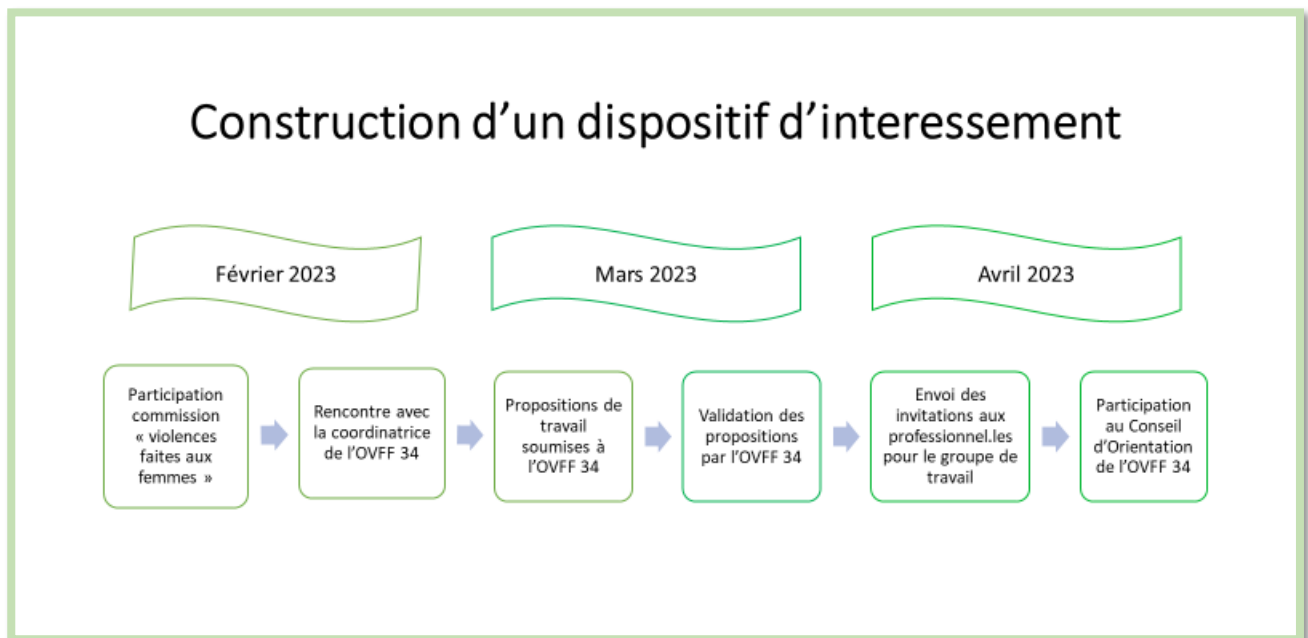 Construction d’un dispositif d’interessement
Février 2023
Mars 2023
Avril 2023
Participation
commission
« violences
faites aux
femmes »
Rencontre avec
la coordinatrice
de l’OVFF 34
Propositions de
travail
soumises à
l’OVFF 34
Validation des
propositions
par l’OVFF 34
Envoi des
invitations aux
professionnel.les
pour le groupe de
travail
Participation
au Conseil
d’Orientation
de l’OVFF 34